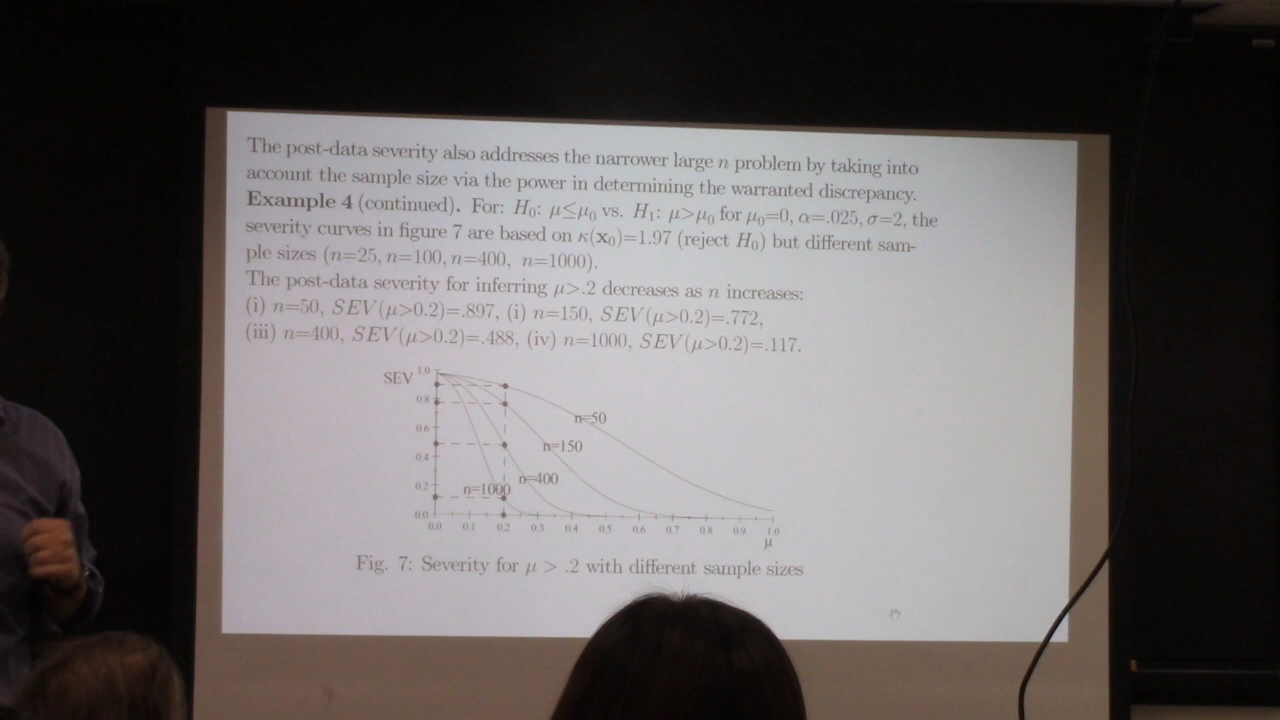 The post-data severity also addresses the narrower large n problem by taking into
account the sample size via the power in determining the warranted discrepancy.
Example 4 (continued). For: H₀: μ≤μ₀ vs. H₁: μ>μ₀ for μ₀=0, α=.025, σ=2, the
severity curves in figure 7 are based on κ(x₀)=1.97 (reject H₀) but different sam-
ple sizes (n=25, n=100, n=400, n=1000).
The post-data severity for inferring μ>.2 decreases as n increases:
(i) n=50, SEV(μ>0.2)=.897, (i) n=150, SEV(μ>0.2)=.772,
(iii) n=400, SEV(μ>0.2)=.488, (iv) n=1000, SEV(μ>0.2)=.117.
SEV
1.0
0.8
0.6
0.4
0.2
0.0
n=50
n=150
n=400
n=1000
0.0 0.1 0.2 0.3 0.4 0.5 0.6 0.7 0.8 0.9 1.0
μ
Fig. 7: Severity for μ > .2 with different sample sizes